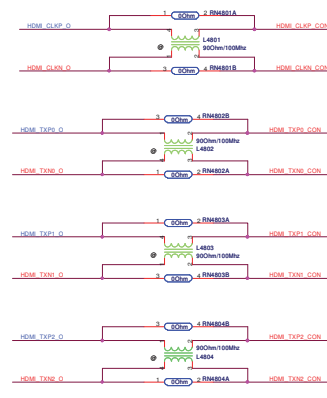 1 0Ohm 2 RN4801A
HDMI_CLKP_O HDMI_CLKP_CON
L4801
@ 90Ohm/100Mhz
HDMI_CLKN_O HDMI_CLKN_CON
3 0Ohm 4 RN4801B
3 0Ohm 4 RN4802B
HDMI_TXP0_O HDMI_TXP0_CON
90Ohm/100Mhz
@ L4802
HDMI_TXN0_O HDMI_TXN0_CON
1 0Ohm 2 RN4802A
1 0Ohm 2 RN4803A
HDMI_TXP1_O HDMI_TXP1_CON
L4803
@ 90Ohm/100Mhz
HDMI_TXN1_O HDMI_TXN1_CON
3 0Ohm 4 RN4803B
3 0Ohm 4 RN4804B
HDMI_TXP2_O HDMI_TXP2_CON
90Ohm/100Mhz
@ L4804
HDMI_TXN2_O HDMI_TXN2_CON
1 0Ohm 2 RN4804A